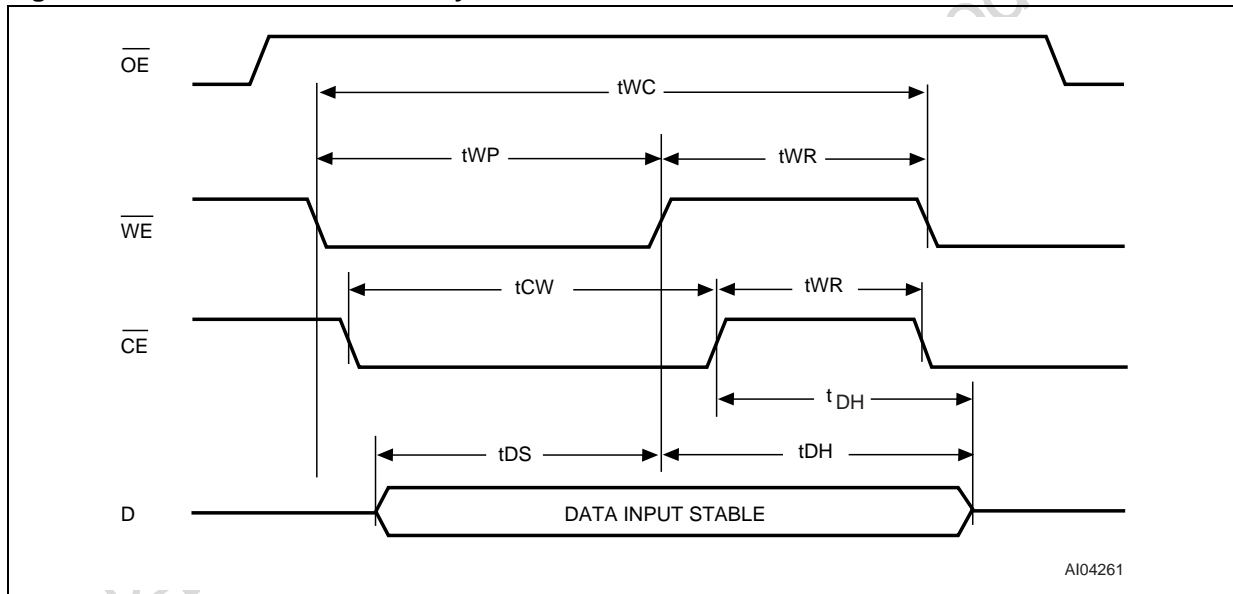 OE
tWC
tWP
tWR
WE
tCW
tWR
CE
t DH
tDS
tDH
D
DATA INPUT STABLE
AI04261